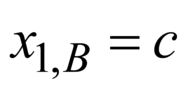 x₁,B = c